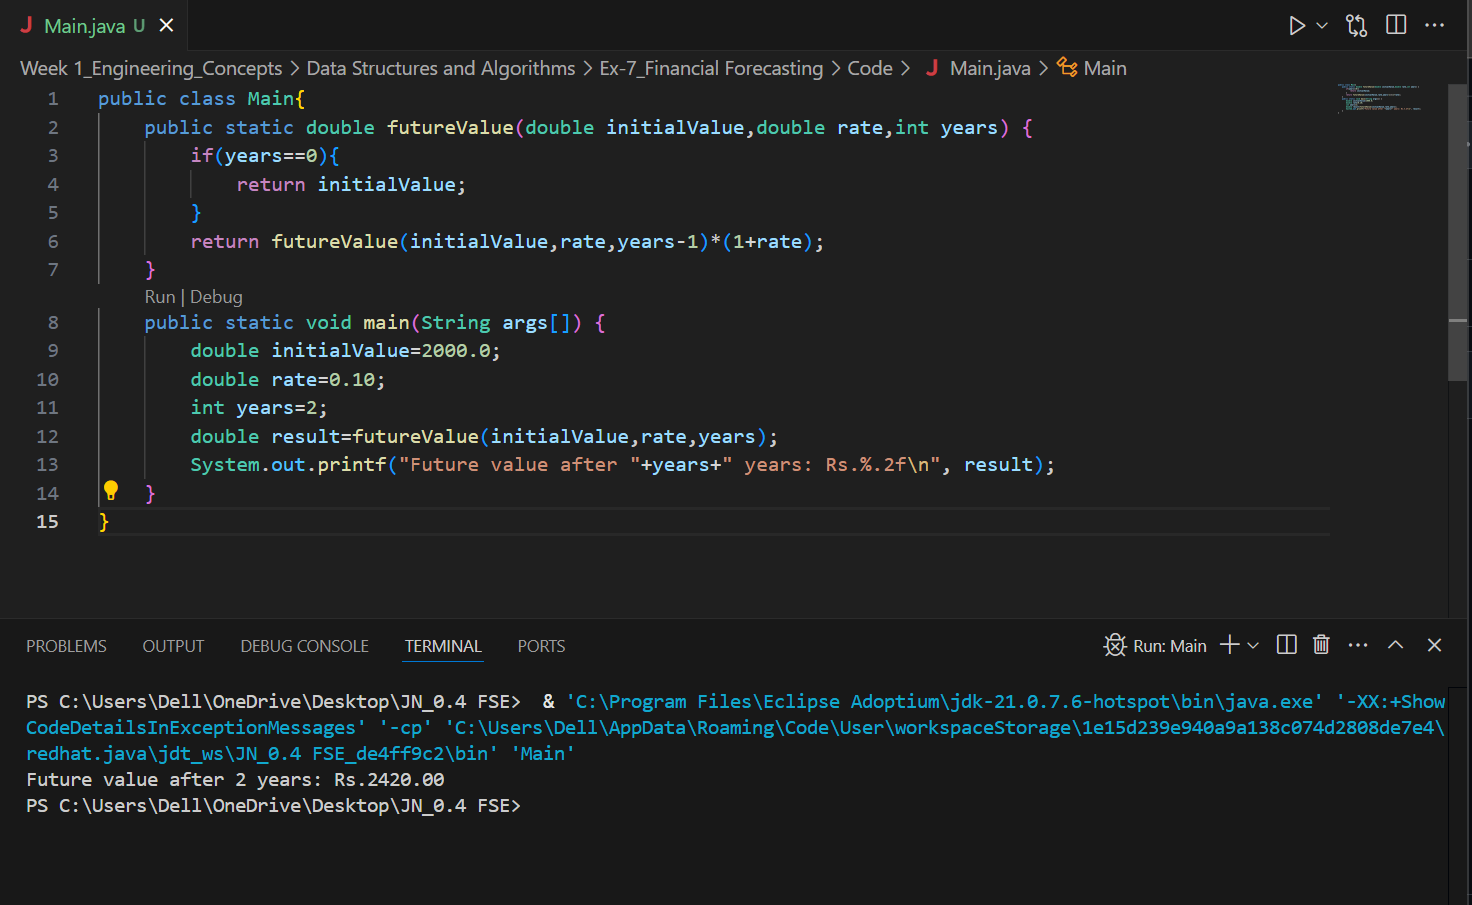 J Main.java U ×
Week 1_Engineering_Concepts > Data Structures and Algorithms > Ex-7_Financial Forecasting > Code > J Main.java > Main
1 public class Main{
2 public static double futureValue(double initialValue,double rate,int years) {
3 if(years==0){
4 return initialValue;
5 }
6 return futureValue(initialValue,rate,years-1)*(1+rate);
7 }
Run | Debug
8 public static void main(String args[]) {
9 double initialValue=2000.0;
10 double rate=0.10;
11 int years=2;
12 double result=futureValue(initialValue,rate,years);
13 System.out.printf("Future value after "+years+" years: Rs.%.2f\n", result);
14 }
15 }
PROBLEMS OUTPUT DEBUG CONSOLE TERMINAL PORTS Run: Main
PS C:\Users\Dell\OneDrive\Desktop\JN_0.4 FSE> & 'C:\Program Files\Eclipse Adoptium\jdk-21.0.7.6-hotspot\bin\java.exe' '-XX:+Show
CodeDetailsInExceptionMessages' '-cp' 'C:\Users\Dell\AppData\Roaming\Code\User\workspaceStorage\1e15d239e940a9a138c074d2808de7e4\
redhat.java\jdt_ws\JN_0.4 FSE_de4ff9c2\bin' 'Main'
Future value after 2 years: Rs.2420.00
PS C:\Users\Dell\OneDrive\Desktop\JN_0.4 FSE>